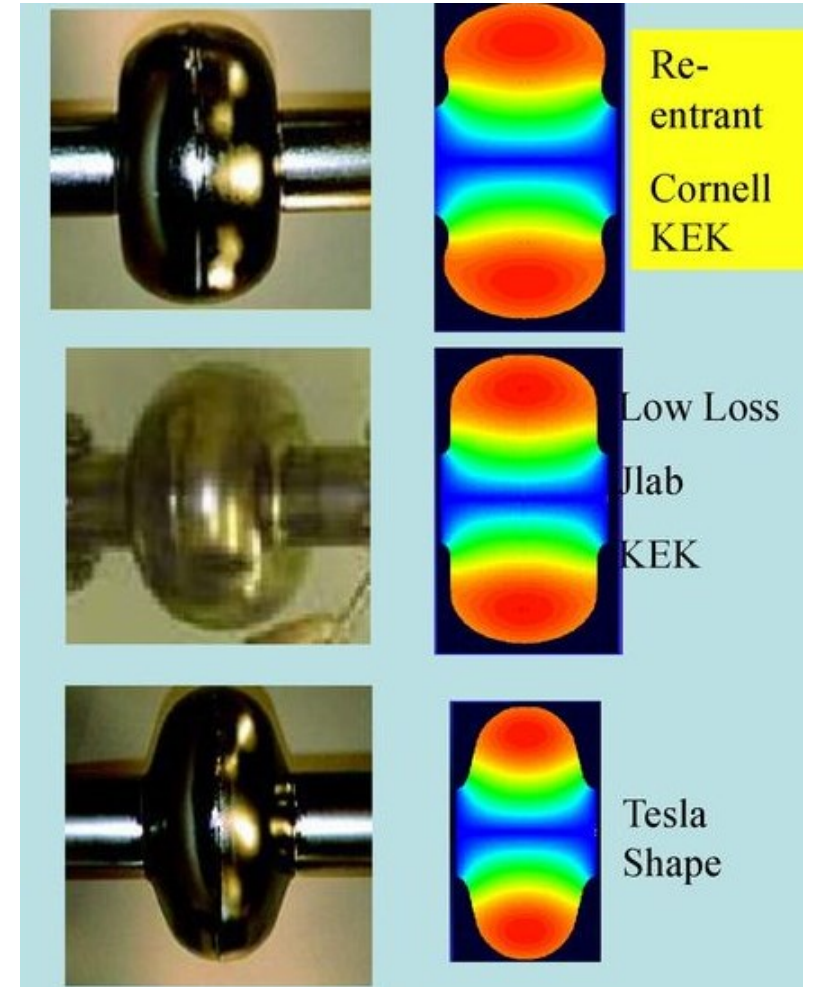 Re-
entrant
Cornell
KEK
Low Loss
Jlab
KEK
Tesla
Shape